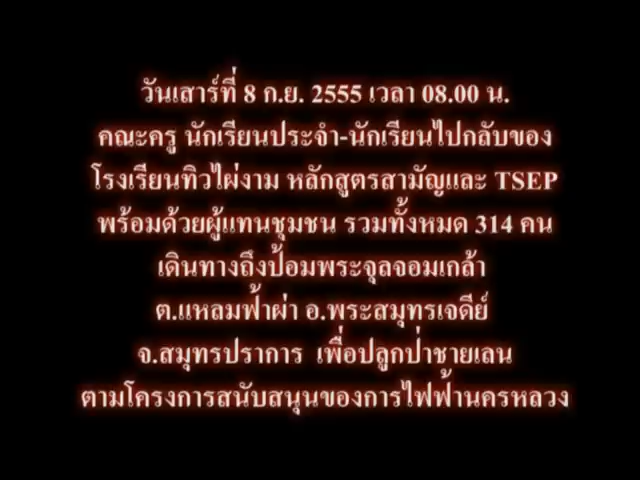 วันเสาร์ที่ 8 ก.ย. 2555 เวลา 08.00 น.
คณะครู นักเรียนประจำ-นักเรียนไปกลับของ
โรงเรียนทิวไผ่งาม หลักสูตรสามัญและ TSEP
พร้อมด้วยผู้แทนชุมชน รวมทั้งหมด 314 คน
เดินทางถึงป้อมพระจุลจอมเกล้า
ต.แหลมฟ้าผ่า อ.พระสมุทรเจดีย์
จ.สมุทรปราการ เพื่อปลูกป่าชายเลน
ตามโครงการสนับสนุนของการไฟฟ้านครหลวง